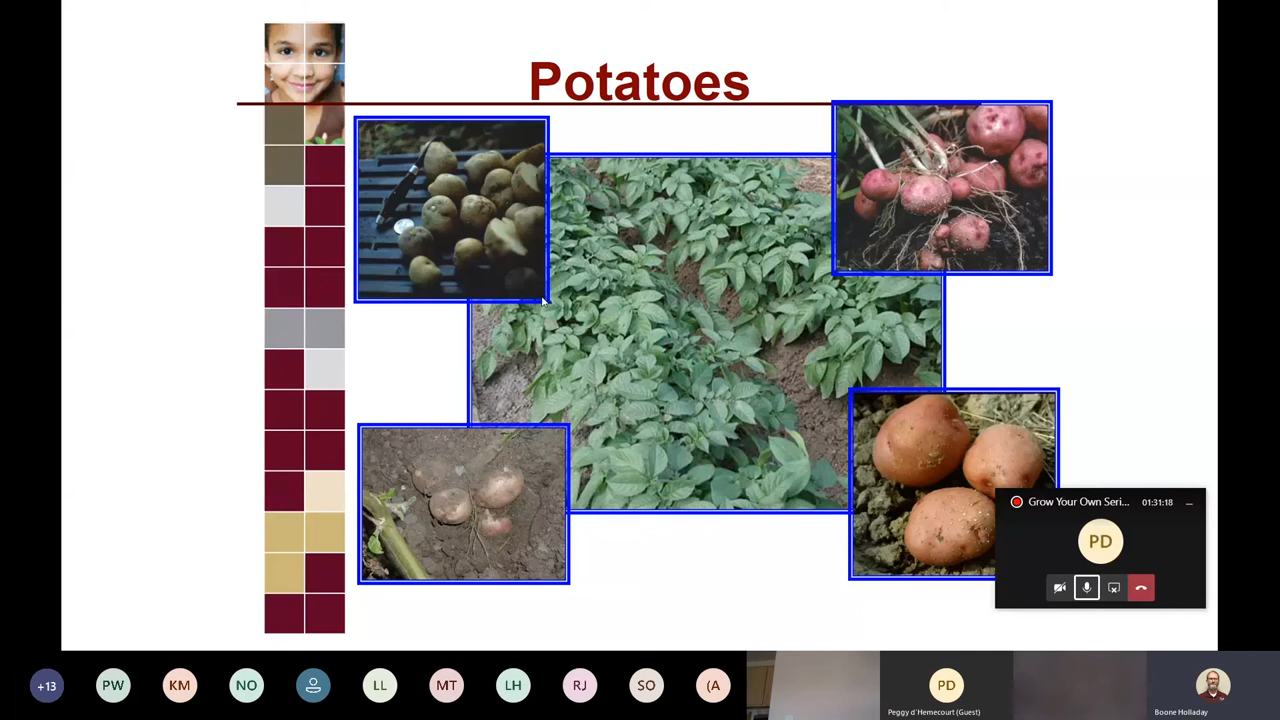 Potatoes
Grow Your Own Seri...
01:31:18
PD
+13
PW
KM
NO
LL
MT
LH
RJ
SO
(A
PD
Peggy d'Hemecourt (Guest)
Boone Holladay